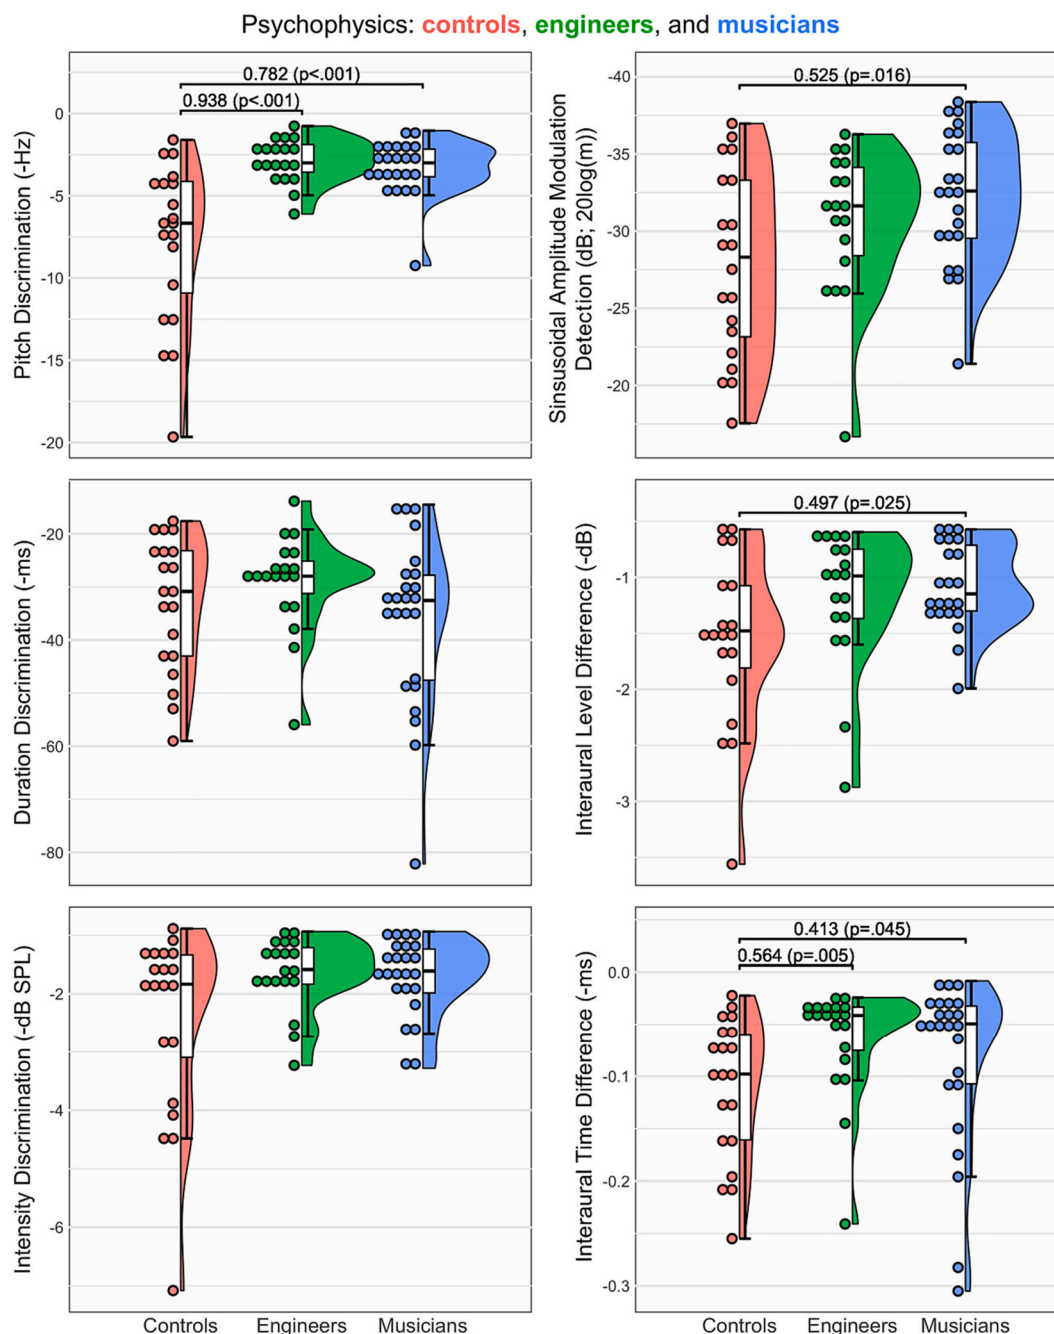 Psychophysics: controls, engineers, and musicians
Pitch Discrimination (-Hz)
0
-5
-10
-15
-20
0.782 (p<.001)
0.938 (p<.001)
Sinsusoidal Amplitude Modulation
Detection (dB; 20log(m))
-40
-35
-30
-25
-20
0.525 (p=.016)
Duration Discrimination (-ms)
-20
-40
-60
-80
Interaural Level Difference (-dB)
-1
-2
-3
0.497 (p=.025)
Intensity Discrimination (-dB SPL)
-2
-4
-6
Controls Engineers Musicians
Interaural Time Difference (-ms)
0.0
-0.1
-0.2
-0.3
0.413 (p=.045)
0.564 (p=.005)
Controls Engineers Musicians